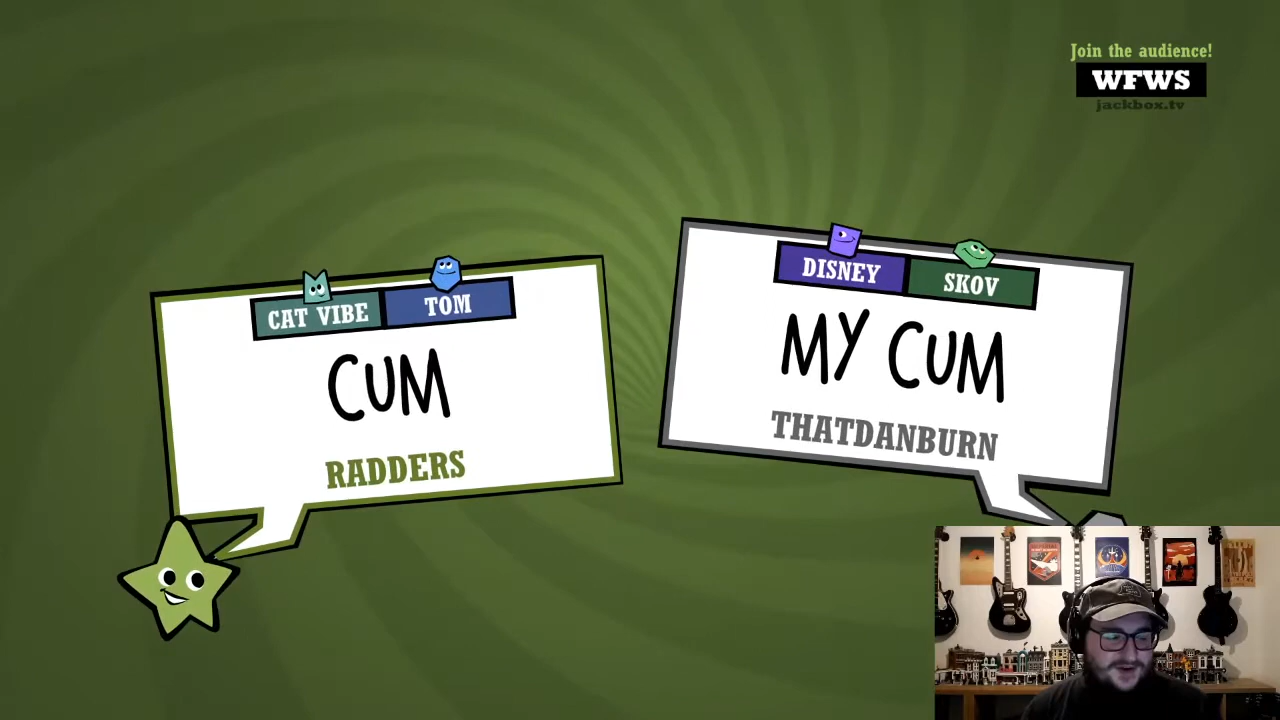 Join the audience!
WFWS
jackbox.tv
CAT VIBE
TOM
CUM
RADDERS
DISNEY
SKOV
MY CUM
THATDANBURN